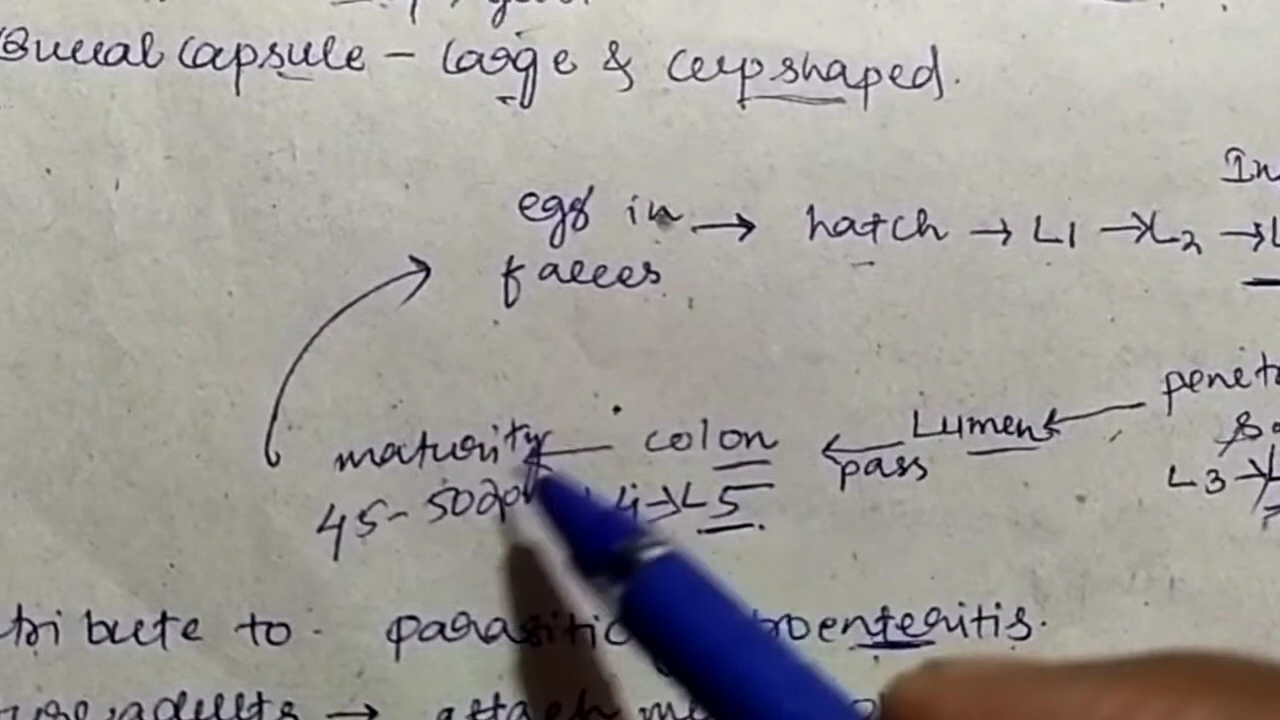 Buccal capsule - large & cup shaped.
egg in → hatch → L1 → L2 → L
faeces
maturity ← colon ← Lumen ←
pass
45-50
L4 → L5
L3 →
tribute to parasitic enteritis.
adults → attach